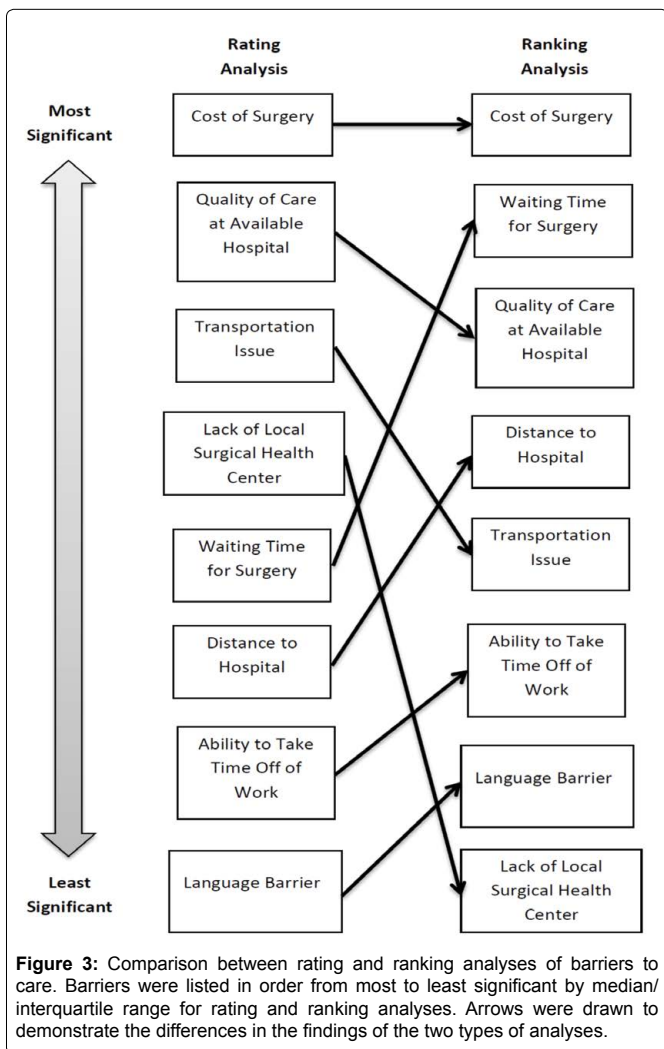 Rating
Analysis
Ranking
Analysis
Most
Significant
Cost of Surgery
Cost of Surgery
Quality of Care
at Available
Hospital
Waiting Time
for Surgery
Transportation
Issue
Quality of Care
at Available
Hospital
Lack of Local
Surgical Health
Center
Distance to
Hospital
Waiting Time
for Surgery
Transportation
Issue
Distance to
Hospital
Ability to Take
Time Off of
Work
Ability to Take
Time Off of
Work
Language Barrier
Least
Significant
Language Barrier
Lack of Local
Surgical Health
Center
Figure 3: Comparison between rating and ranking analyses of barriers to
care. Barriers were listed in order from most to least significant by median/
interquartile range for rating and ranking analyses. Arrows were drawn to
demonstrate the differences in the findings of the two types of analyses.